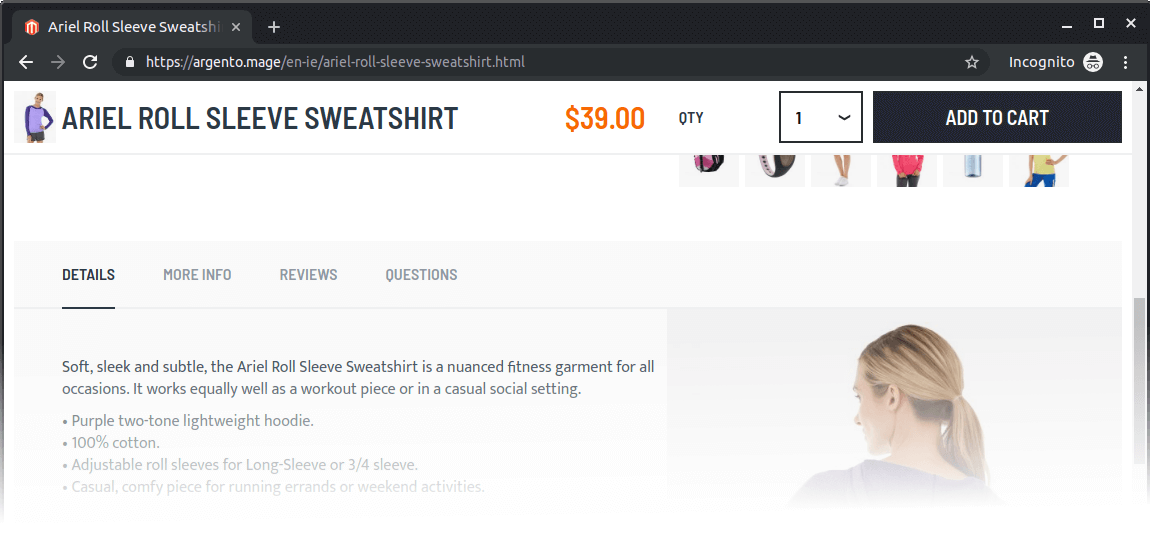 Ariel Roll Sleeve Sweatshi
https://argento.mage/en-ie/ariel-roll-sleeve-sweatshirt.html
Incognito
ARIEL ROLL SLEEVE SWEATSHIRT
$39.00
QTY
1
ADD TO CART
DETAILS
MORE INFO
REVIEWS
QUESTIONS
Soft, sleek and subtle, the Ariel Roll Sleeve Sweatshirt is a nuanced fitness garment for all
occasions. It works equally well as a workout piece or in a casual social setting.
• Purple two-tone lightweight hoodie.
• 100% cotton.
• Adjustable roll sleeves for Long-Sleeve or 3/4 sleeve.
• Casual, comfy piece for running errands or weekend activities.